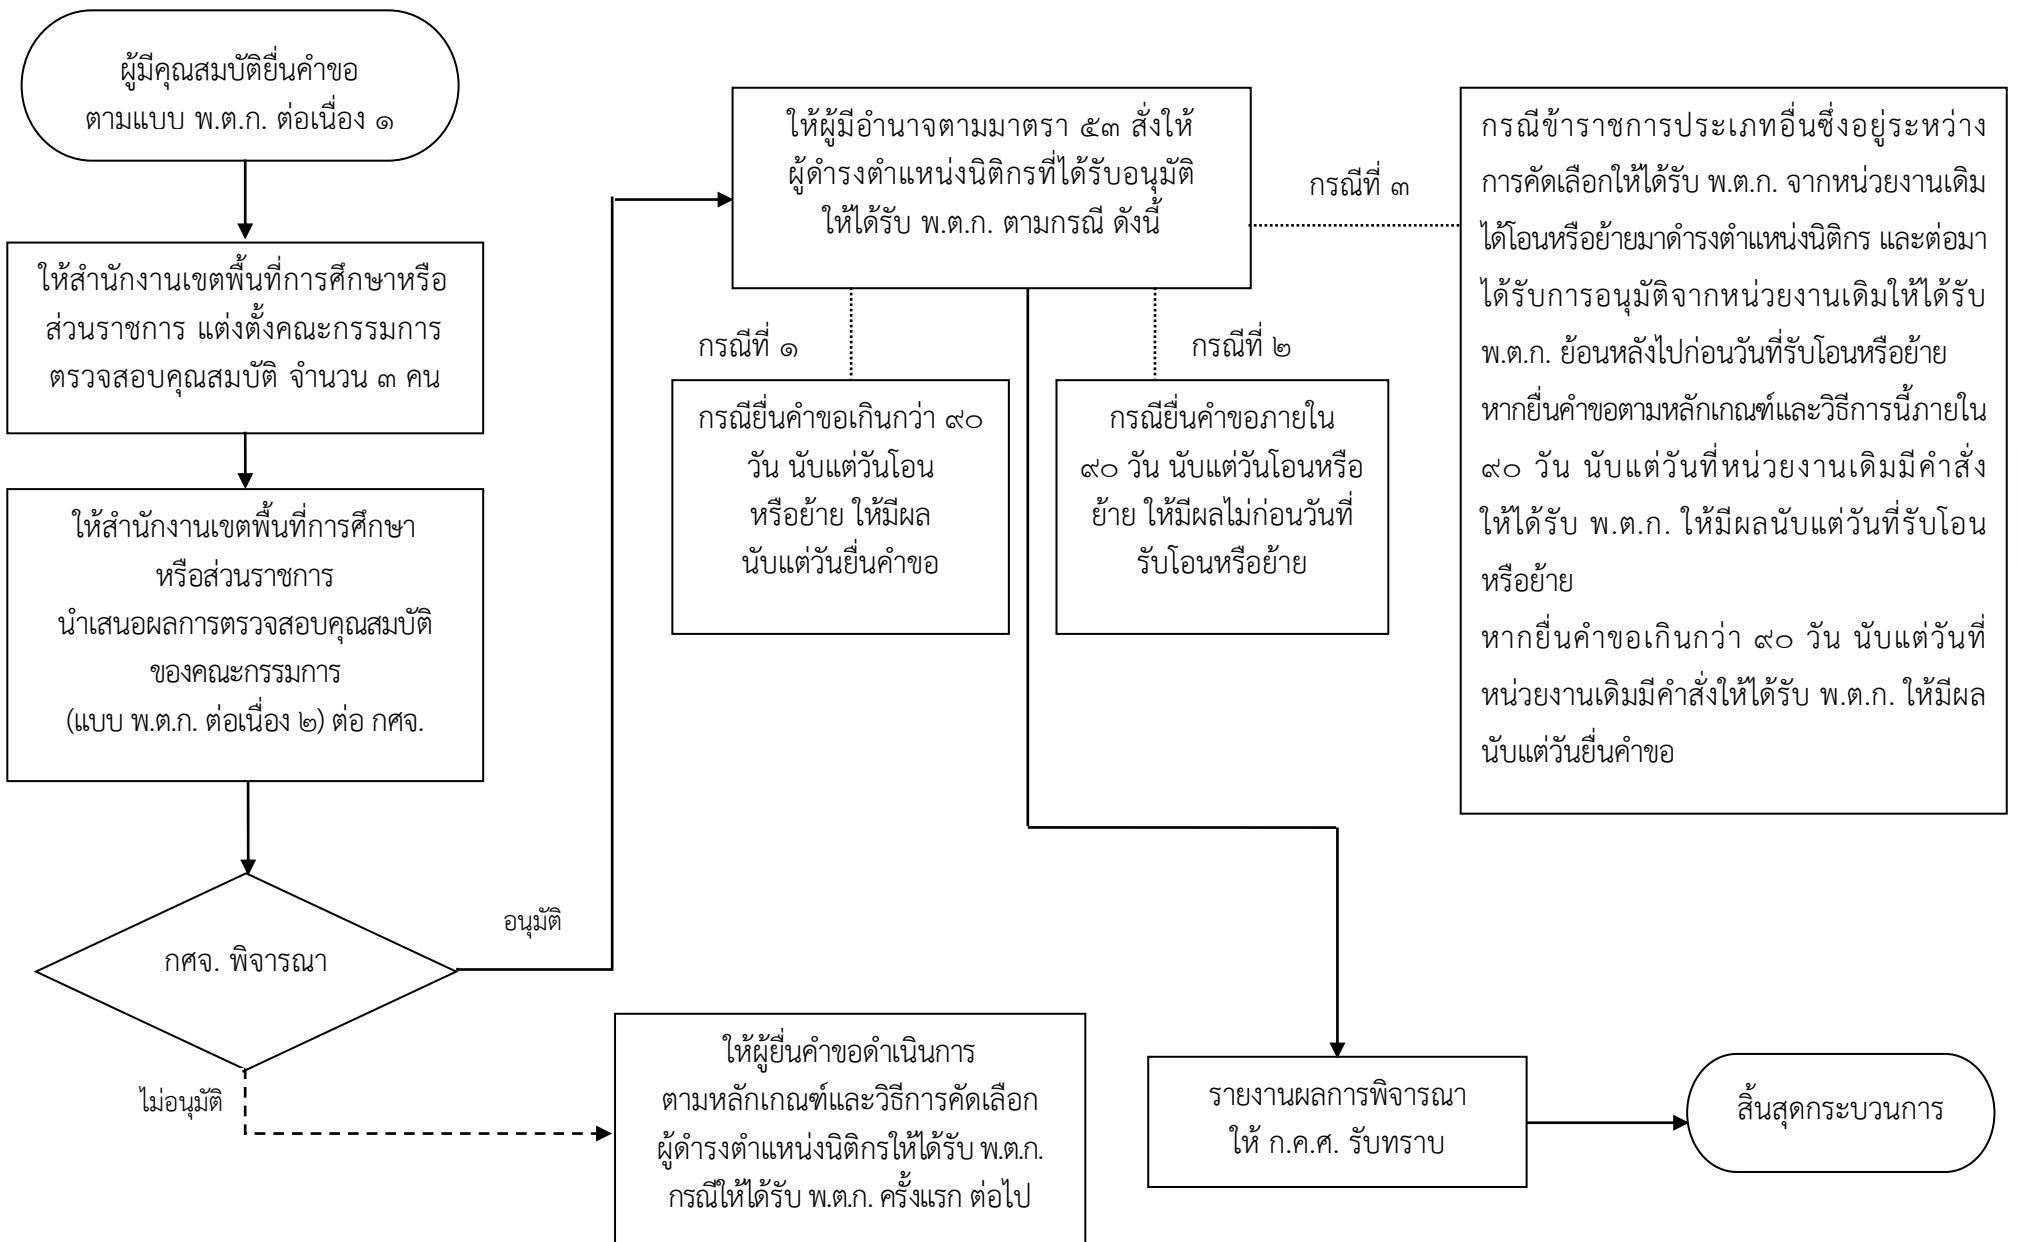 ผู้มีคุณสมบัติยื่นคำขอ
ตามแบบ พ.ต.ก. ต่อเนื่อง ๑
ให้สำนักงานเขตพื้นที่การศึกษาหรือ
ส่วนราชการ แต่งตั้งคณะกรรมการ
ตรวจสอบคุณสมบัติ จำนวน ๓ คน
ให้สำนักงานเขตพื้นที่การศึกษา
หรือส่วนราชการ
นำเสนอผลการตรวจสอบคุณสมบัติ
ของคณะกรรมการ
(แบบ พ.ต.ก. ต่อเนื่อง ๒) ต่อ กศจ.
กศจ. พิจารณา
อนุมัติ
ไม่อนุมัติ
ให้ผู้ยื่นคำขอดำเนินการ
ตามหลักเกณฑ์และวิธีการคัดเลือก
ผู้ดำรงตำแหน่งนิติกรให้ได้รับ พ.ต.ก.
กรณีให้ได้รับ พ.ต.ก. ครั้งแรก ต่อไป
ให้ผู้มีอำนาจตามมาตรา ๕๓ สั่งให้
ผู้ดำรงตำแหน่งนิติกรที่ได้รับอนุมัติ
ให้ได้รับ พ.ต.ก. ตามกรณี ดังนี้
กรณีที่ ๑
กรณียื่นคำขอเกินกว่า ๙๐
วัน นับแต่วันโอน
หรือย้าย ให้มีผล
นับแต่วันยื่นคำขอ
กรณีที่ ๒
กรณียื่นคำขอภายใน
๙๐ วัน นับแต่วันโอนหรือ
ย้าย ให้มีผลไม่ก่อนวันที่
รับโอนหรือย้าย
กรณีที่ ๓
กรณีข้าราชการประเภทอื่นซึ่งอยู่ระหว่าง
การคัดเลือกให้ได้รับ พ.ต.ก. จากหน่วยงานเดิม
ได้โอนหรือย้ายมาดำรงตำแหน่งนิติกร และต่อมา
ได้รับการอนุมัติจากหน่วยงานเดิมให้ได้รับ
พ.ต.ก. ย้อนหลังไปก่อนวันที่รับโอนหรือย้าย
หากยื่นคำขอตามหลักเกณฑ์และวิธีการนี้ภายใน
๙๐ วัน นับแต่วันที่หน่วยงานเดิมมีคำสั่ง
ให้ได้รับ พ.ต.ก. ให้มีผลนับแต่วันที่รับโอน
หรือย้าย
หากยื่นคำขอเกินกว่า ๙๐ วัน นับแต่วันที่
หน่วยงานเดิมมีคำสั่งให้ได้รับ พ.ต.ก. ให้มีผล
นับแต่วันยื่นคำขอ
รายงานผลการพิจารณา
ให้ ก.ค.ศ. รับทราบ
สิ้นสุดกระบวนการ